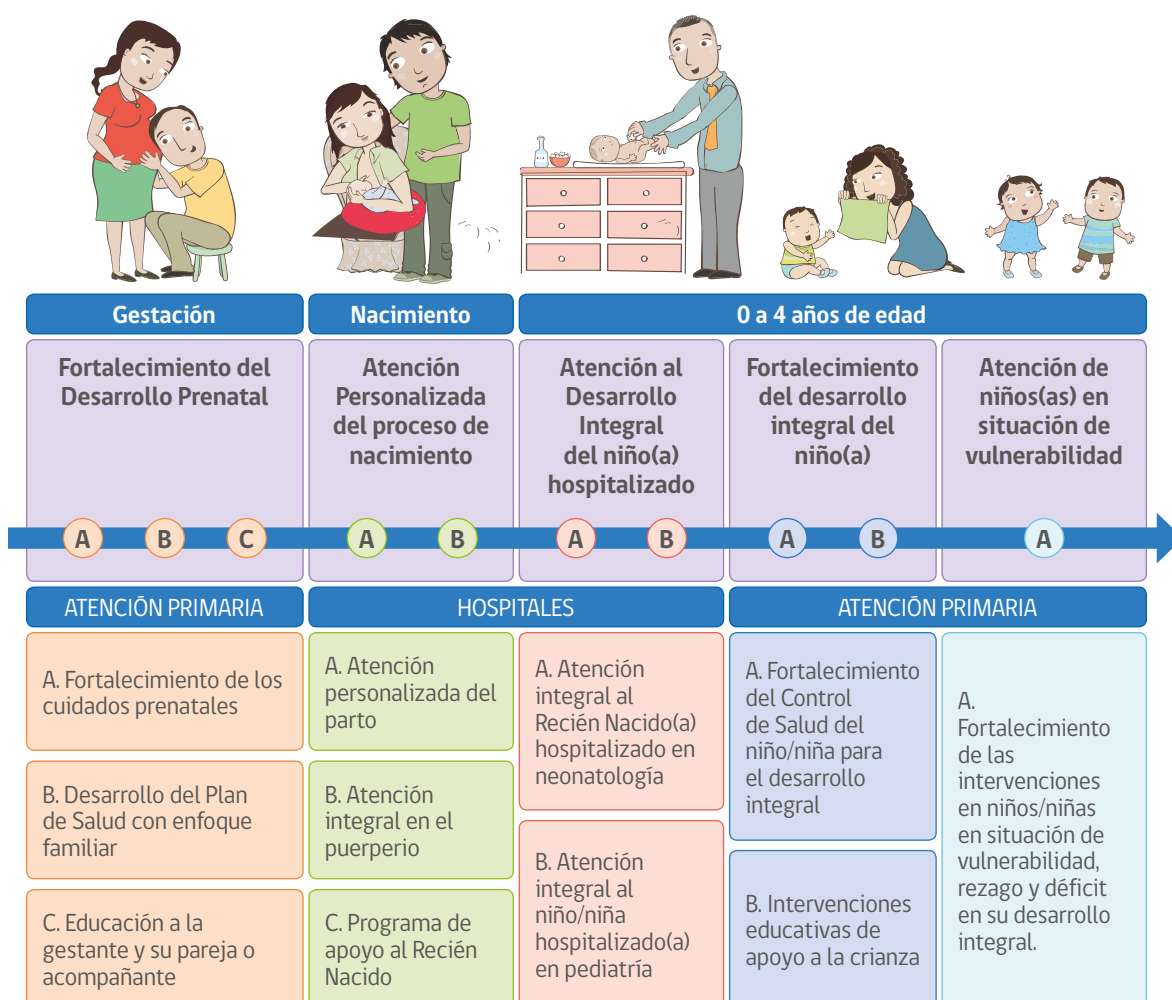 Gestación
Nacimiento
0 a 4 años de edad
Fortalecimiento del
Desarrollo Prenatal
Atención
Personalizada
del proceso de
nacimiento
Atención al
Desarrollo
Integral
del niño(a)
hospitalizado
Fortalecimiento
del desarrollo
integral del
niño(a)
Atención de
niños(as) en
situación de
vulnerabilidad
A B C A B A B A B A
ATENCIÓN PRIMARIA
HOSPITALES
ATENCIÓN PRIMARIA
A. Fortalecimiento de los
cuidados prenatales
B. Desarrollo del Plan
de Salud con enfoque
familiar
C. Educación a la
gestante y su pareja o
acompañante
A. Atención
personalizada del
parto
B. Atención
integral en el
puerperio
C. Programa de
apoyo al Recién
Nacido
A. Atención
integral al
Recién Nacido(a)
hospitalizado en
neonatología
B. Atención
integral al
niño/niña
hospitalizado(a)
en pediatría
A. Fortalecimiento
del Control
de Salud del
niño/niña para
el desarrollo
integral
B. Intervenciones
educativas de
apoyo a la crianza
A.
Fortalecimiento
de las
intervenciones
en niños/niñas
en situación de
vulnerabilidad,
rezago y déficit
en su desarrollo
integral.